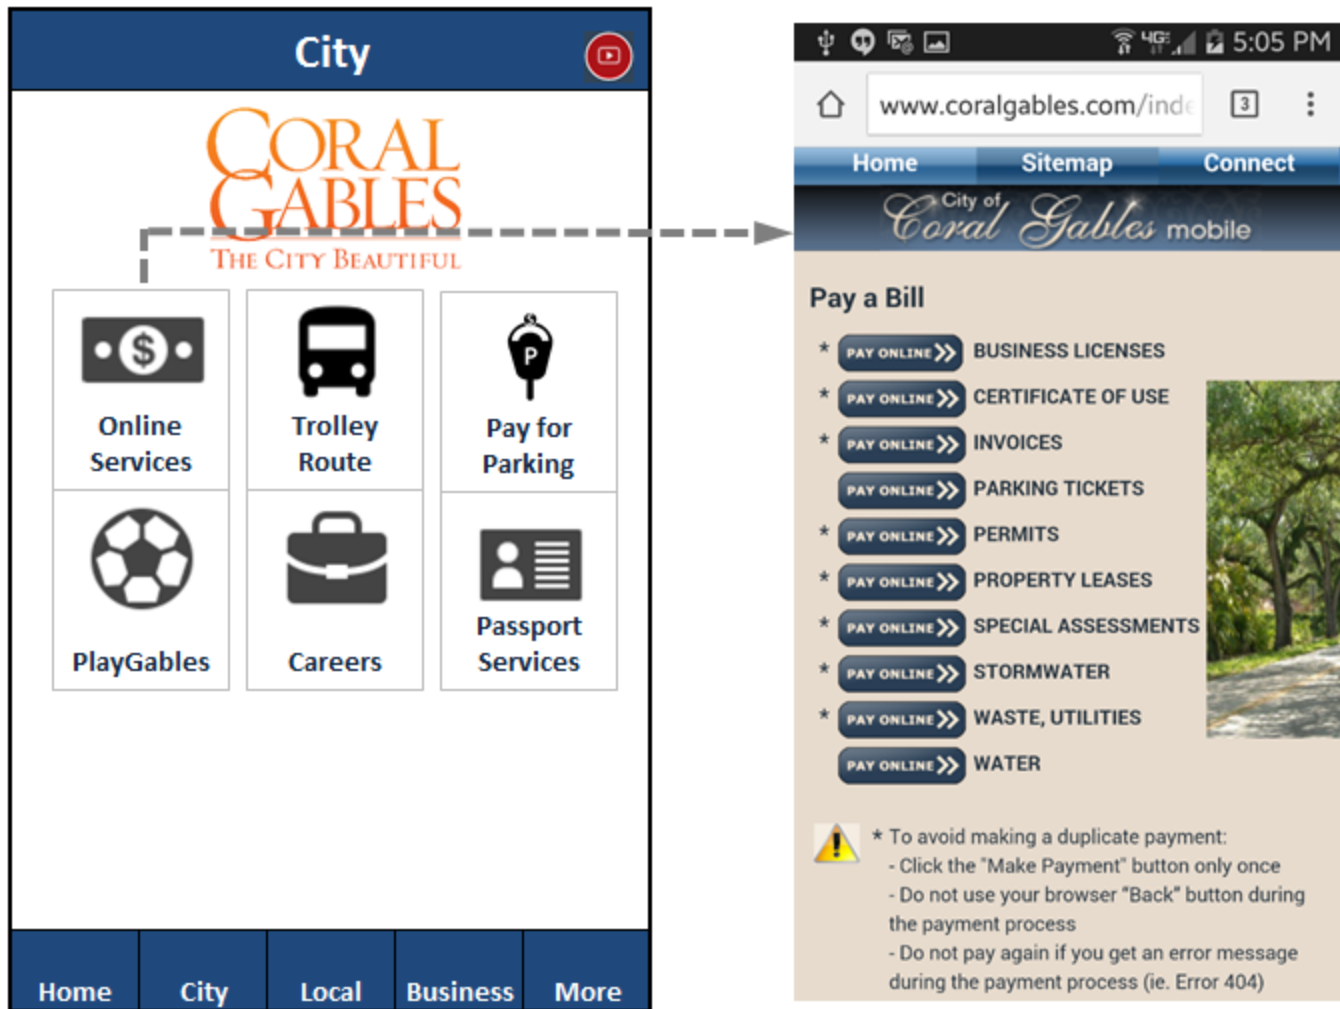 City
CORAL
GABLES
THE CITY BEAUTIFUL
$
P
Online
Services
Trolley
Route
Pay for
Parking
PlayGables
Careers
Passport
Services
Home City Local Business More
4G 5:05 PM
www.coralgables.com/inde 3
Home Sitemap Connect
City of
Coral Gables mobile
Pay a Bill
* PAY ONLINE BUSINESS LICENSES
* PAY ONLINE CERTIFICATE OF USE
* PAY ONLINE INVOICES
PAY ONLINE PARKING TICKETS
* PAY ONLINE PERMITS
* PAY ONLINE PROPERTY LEASES
* PAY ONLINE SPECIAL ASSESSMENTS
* PAY ONLINE STORMWATER
* PAY ONLINE WASTE, UTILITIES
PAY ONLINE WATER
* To avoid making a duplicate payment:
- Click the "Make Payment" button only once
- Do not use your browser “Back” button during
the payment process
- Do not pay again if you get an error message
during the payment process (ie. Error 404)